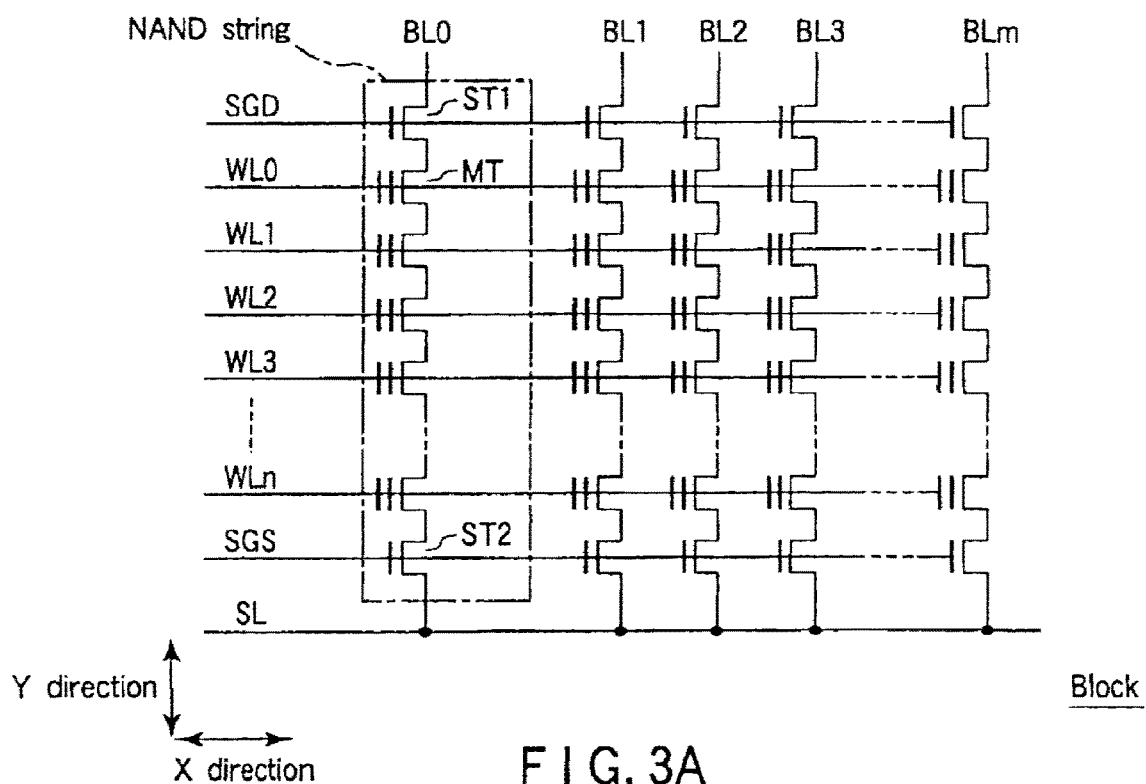 NAND string
BL0 BL1 BL2 BL3 BLm
SGD ST1
WL0 MT
WL1
WL2
WL3
WLn
SGS ST2
SL
Y direction
Block
X direction
FIG. 3A